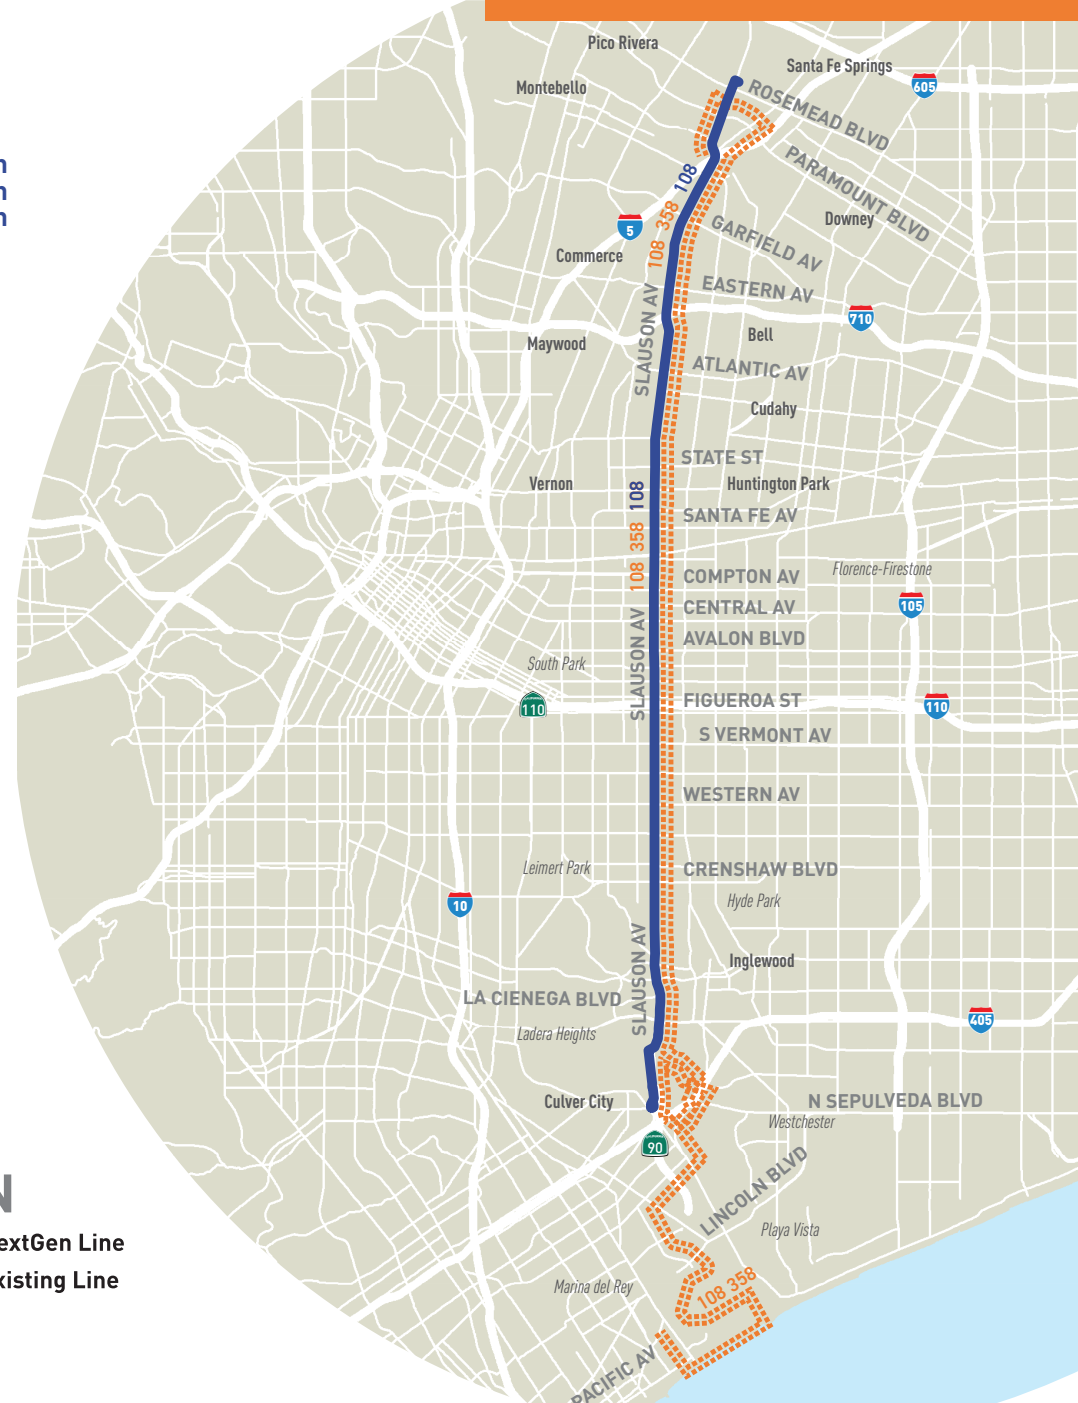 Pico Rivera
Santa Fe Springs
605
Montebello
ROSEMEAD BLVD
PARAMOUNT BLVD
108
358
108
Downey
5
GARFIELD AV
Commerce
EASTERN AV
SLAUSON AV
710
Bell
Maywood
ATLANTIC AV
Cudahy
STATE ST
Vernon
Huntington Park
108 358 108
SANTA FE AV
Florence-Firestone
COMPTON AV
105
CENTRAL AV
SLAUSON AV
AVALON BLVD
South Park
FIGUEROA ST
110
110
S VERMONT AV
WESTERN AV
Leimert Park
CRENSHAW BLVD
Hyde Park
10
SLAUSON AV
Inglewood
LA CIENEGA BLVD
405
Ladera Heights
Culver City
N SEPULVEDA BLVD
Westchester
90
LINCOLN BLVD
Playa Vista
N
extGen Line
xisting Line
Marina del Rey
108 358
PACIFIC AV